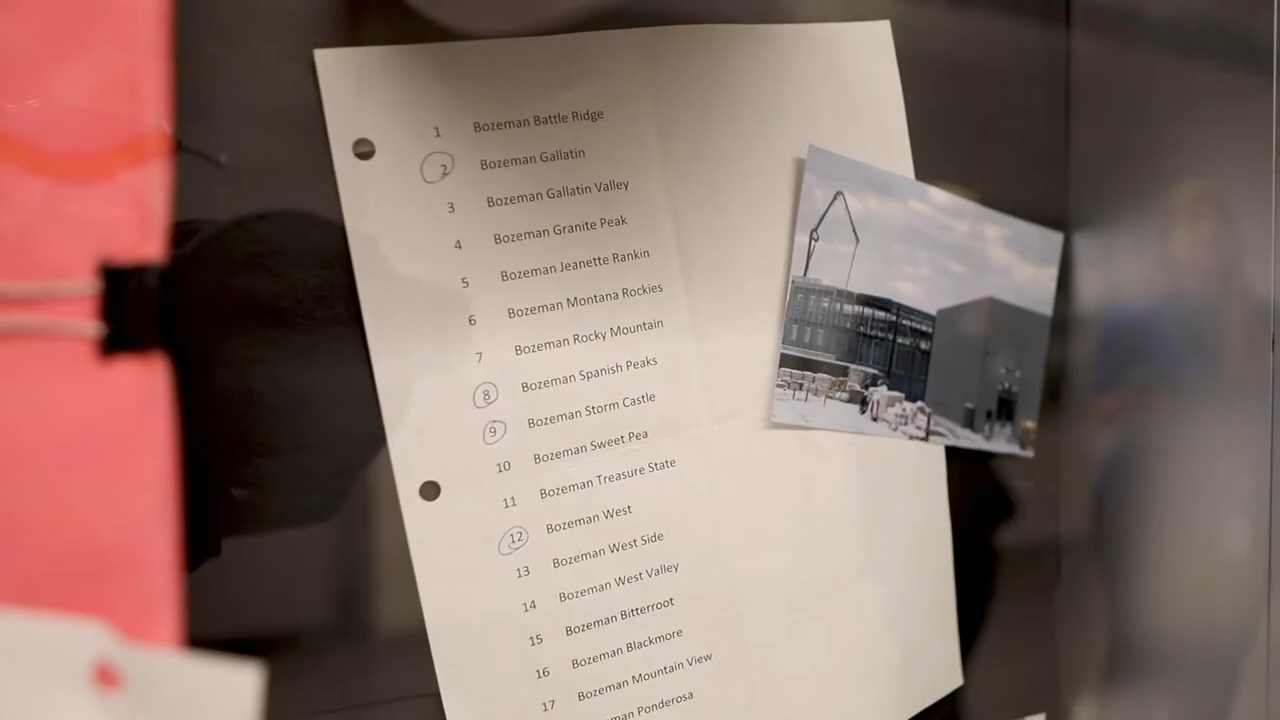 1 Bozeman Battle Ridge
2 Bozeman Gallatin
3 Bozeman Gallatin Valley
4 Bozeman Granite Peak
5 Bozeman Jeanette Rankin
6 Bozeman Montana Rockies
7 Bozeman Rocky Mountain
8 Bozeman Spanish Peaks
9 Bozeman Storm Castle
10 Bozeman Sweet Pea
11 Bozeman Treasure State
12 Bozeman West
13 Bozeman West Side
14 Bozeman West Valley
15 Bozeman Bitterroot
16 Bozeman Blackmore
17 Bozeman Mountain View
Ponderosa